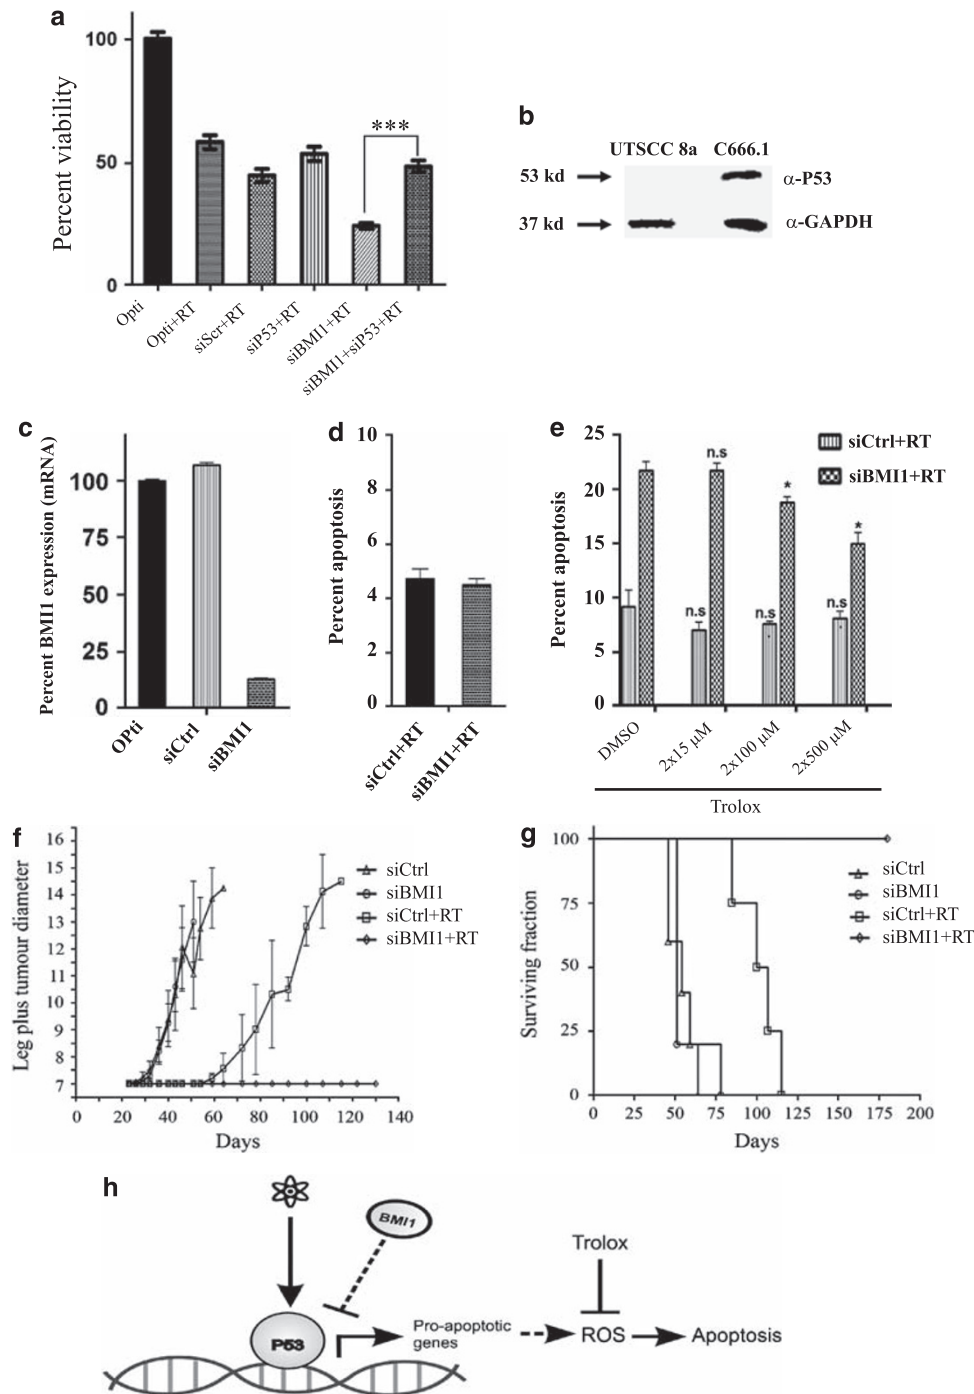 a
Percent viability
100
50
0
Opti
Opti+RT
siScr+RT
siP53+RT
siBMI1+RT
siBMI1+siP53+RT
***
b
UTSCC 8a C666.1
53 kd α-P53
37 kd α-GAPDH
c
Percent BMI1 expression (mRNA)
100
75
50
25
0
OPti
siCtrl
siBMI1
d
Percent apoptosis
10
8
6
4
2
0
siCtrl+RT
siBMI1+RT
e
Percent apoptosis
25
20
15
10
5
0
siCtrl+RT
siBMI1+RT
n.s
*
*
n.s
n.s
n.s
DMSO
2x15 µM
2x100 µM
2x500 µM
Trolox
f
Leg plus tumour diameter
16
15
14
13
12
11
10
9
8
7
0 20 40 60 80 100 120 140
Days
siCtrl
siBMI1
siCtrl+RT
siBMI1+RT
g
Surviving fraction
100
75
50
25
0
0 25 50 75 100 125 150 175 200
Days
siCtrl
siBMI1
siCtrl+RT
siBMI1+RT
h
BMI1
Trolox
P53
Pro-apoptotic
genes
ROS
Apoptosis